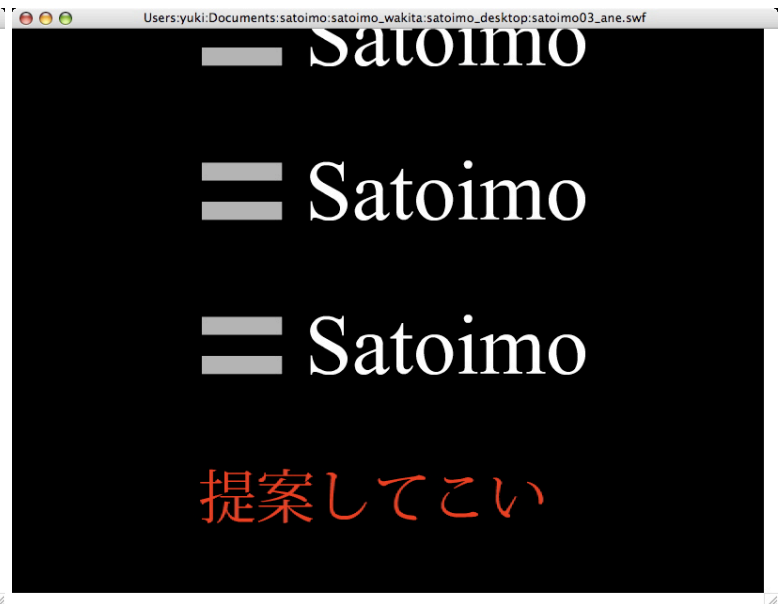 Users:yuki:Documents:satoimo:satoimo_wakita:satoimo_desktop:satoimo03_ane.swf
Satoimo
= Satoimo
= Satoimo
提案してこい